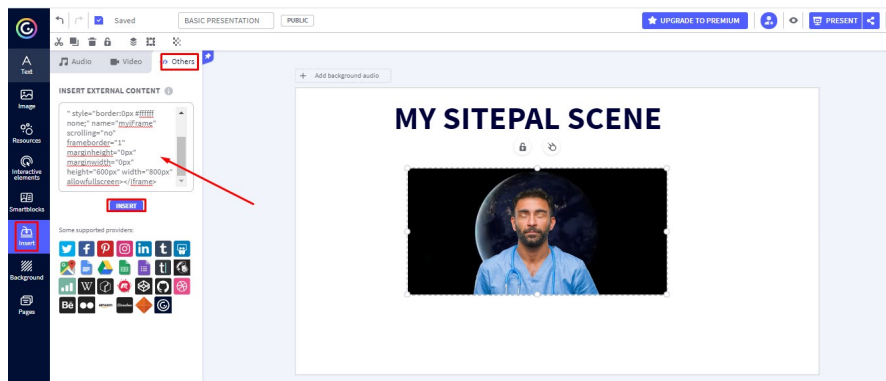 Saved
BASIC PRESENTATION
PUBLIC
UPGRADE TO PREMIUM
PRESENT
Text
Image
Resources
Interactive
elements
Smartblocks
Insert
Background
Pages
Audio
Video
</> Others
INSERT EXTERNAL CONTENT
" style="border:0px #ffffff
none;" name="myiFrame"
scrolling="no"
frameborder="1"
marginheight="0px"
marginwidth="0px"
height="600px" width="800px"
allowfullscreen></iframe>
INSERT
Some supported providers:
+ Add background audio
MY SITEPAL SCENE